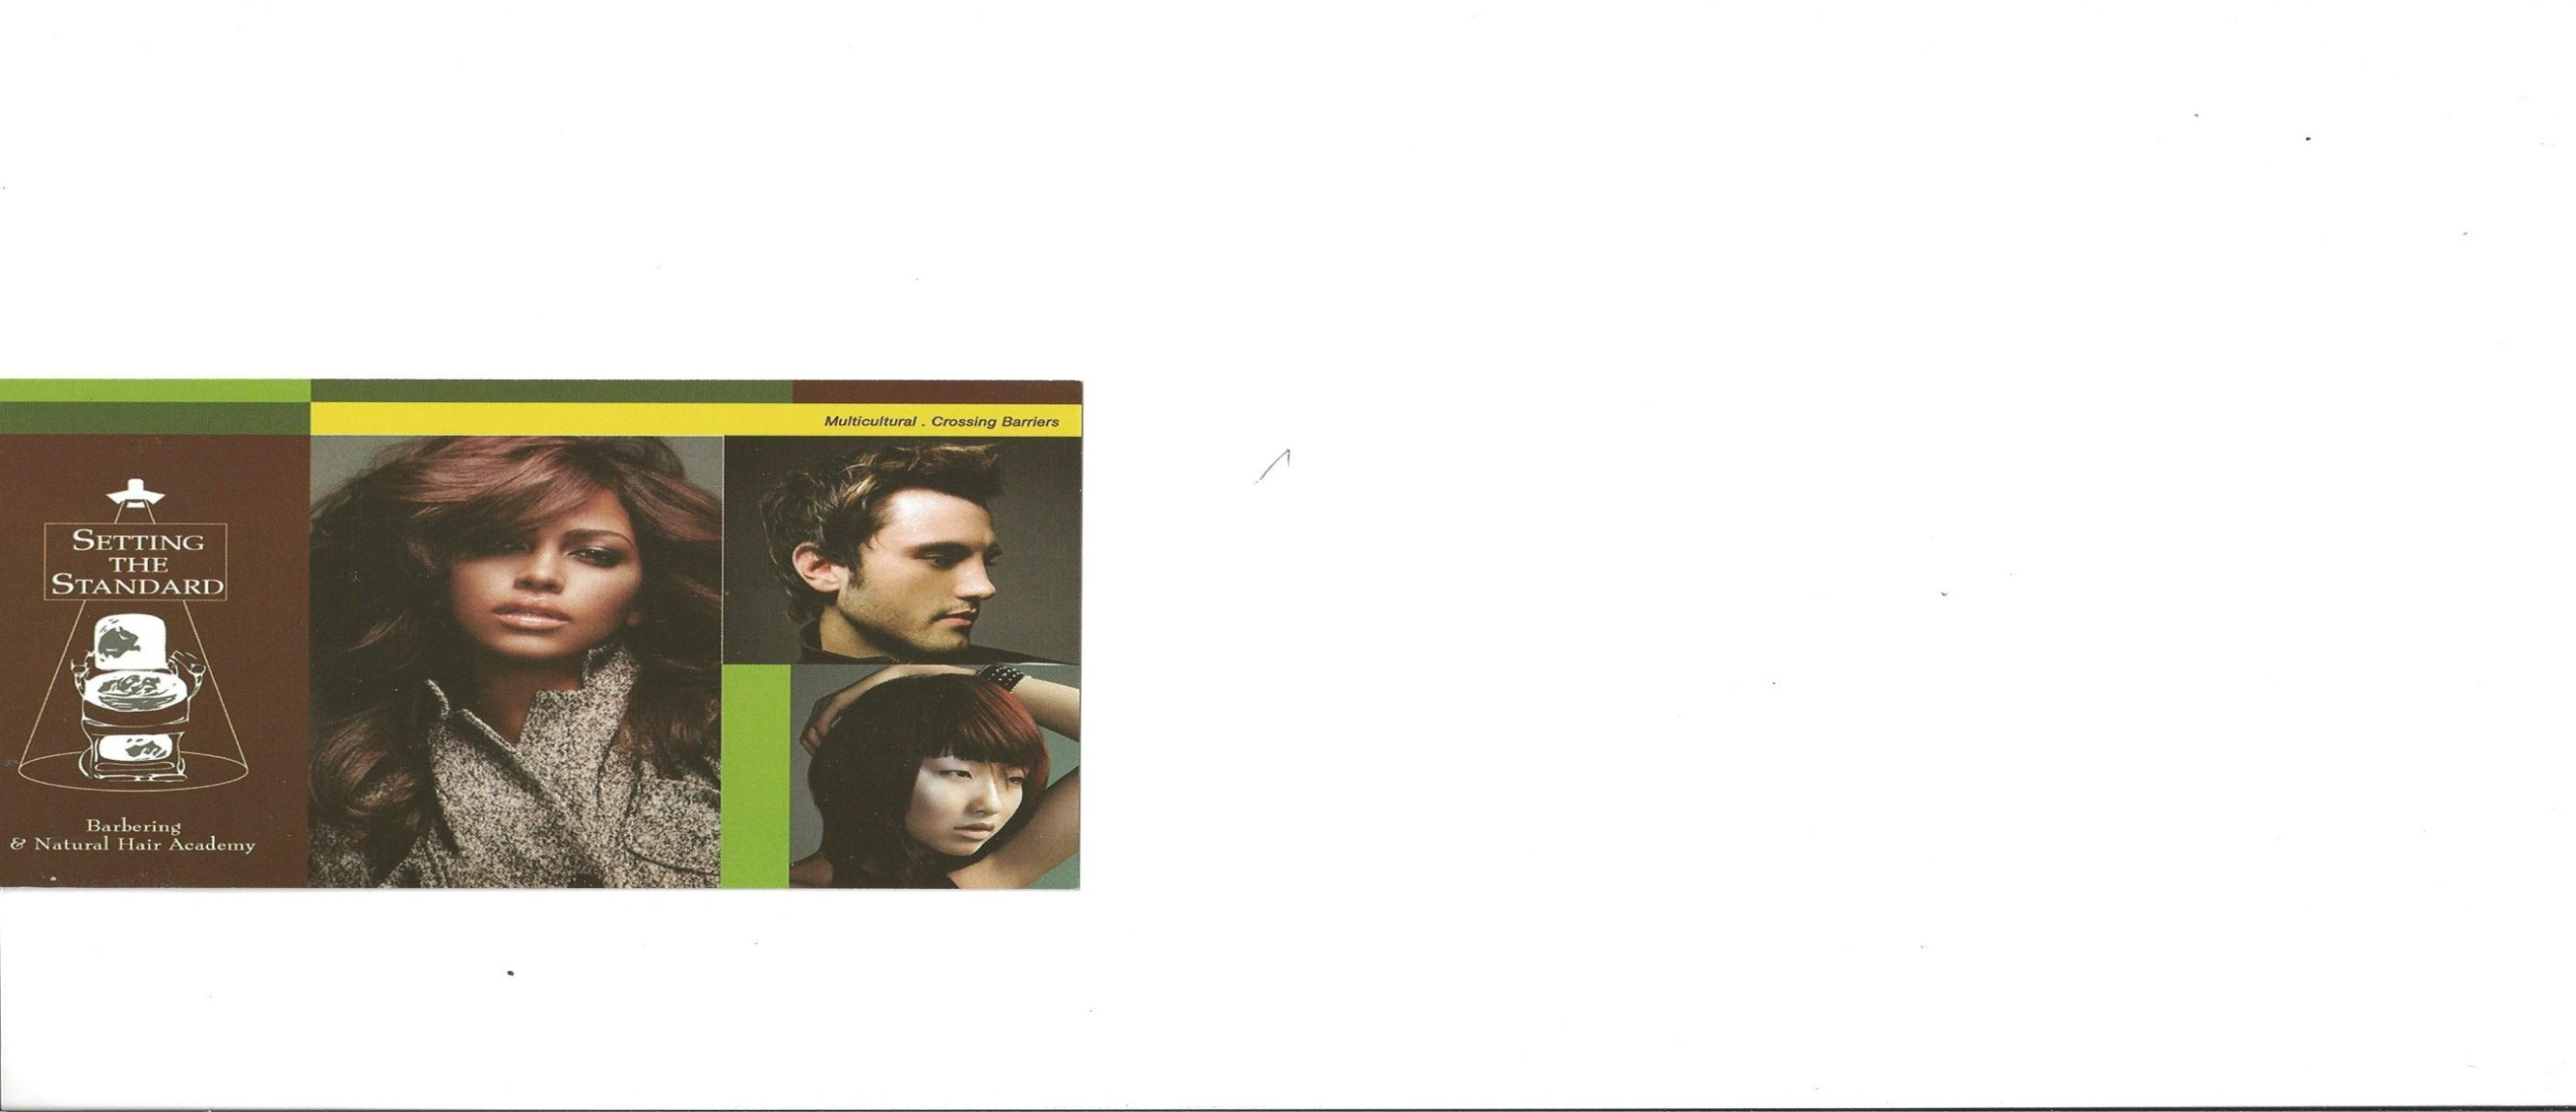 Multicultural . Crossing Barriers
SETTING
THE
STANDARD
Barbering
& Natural Hair Academy